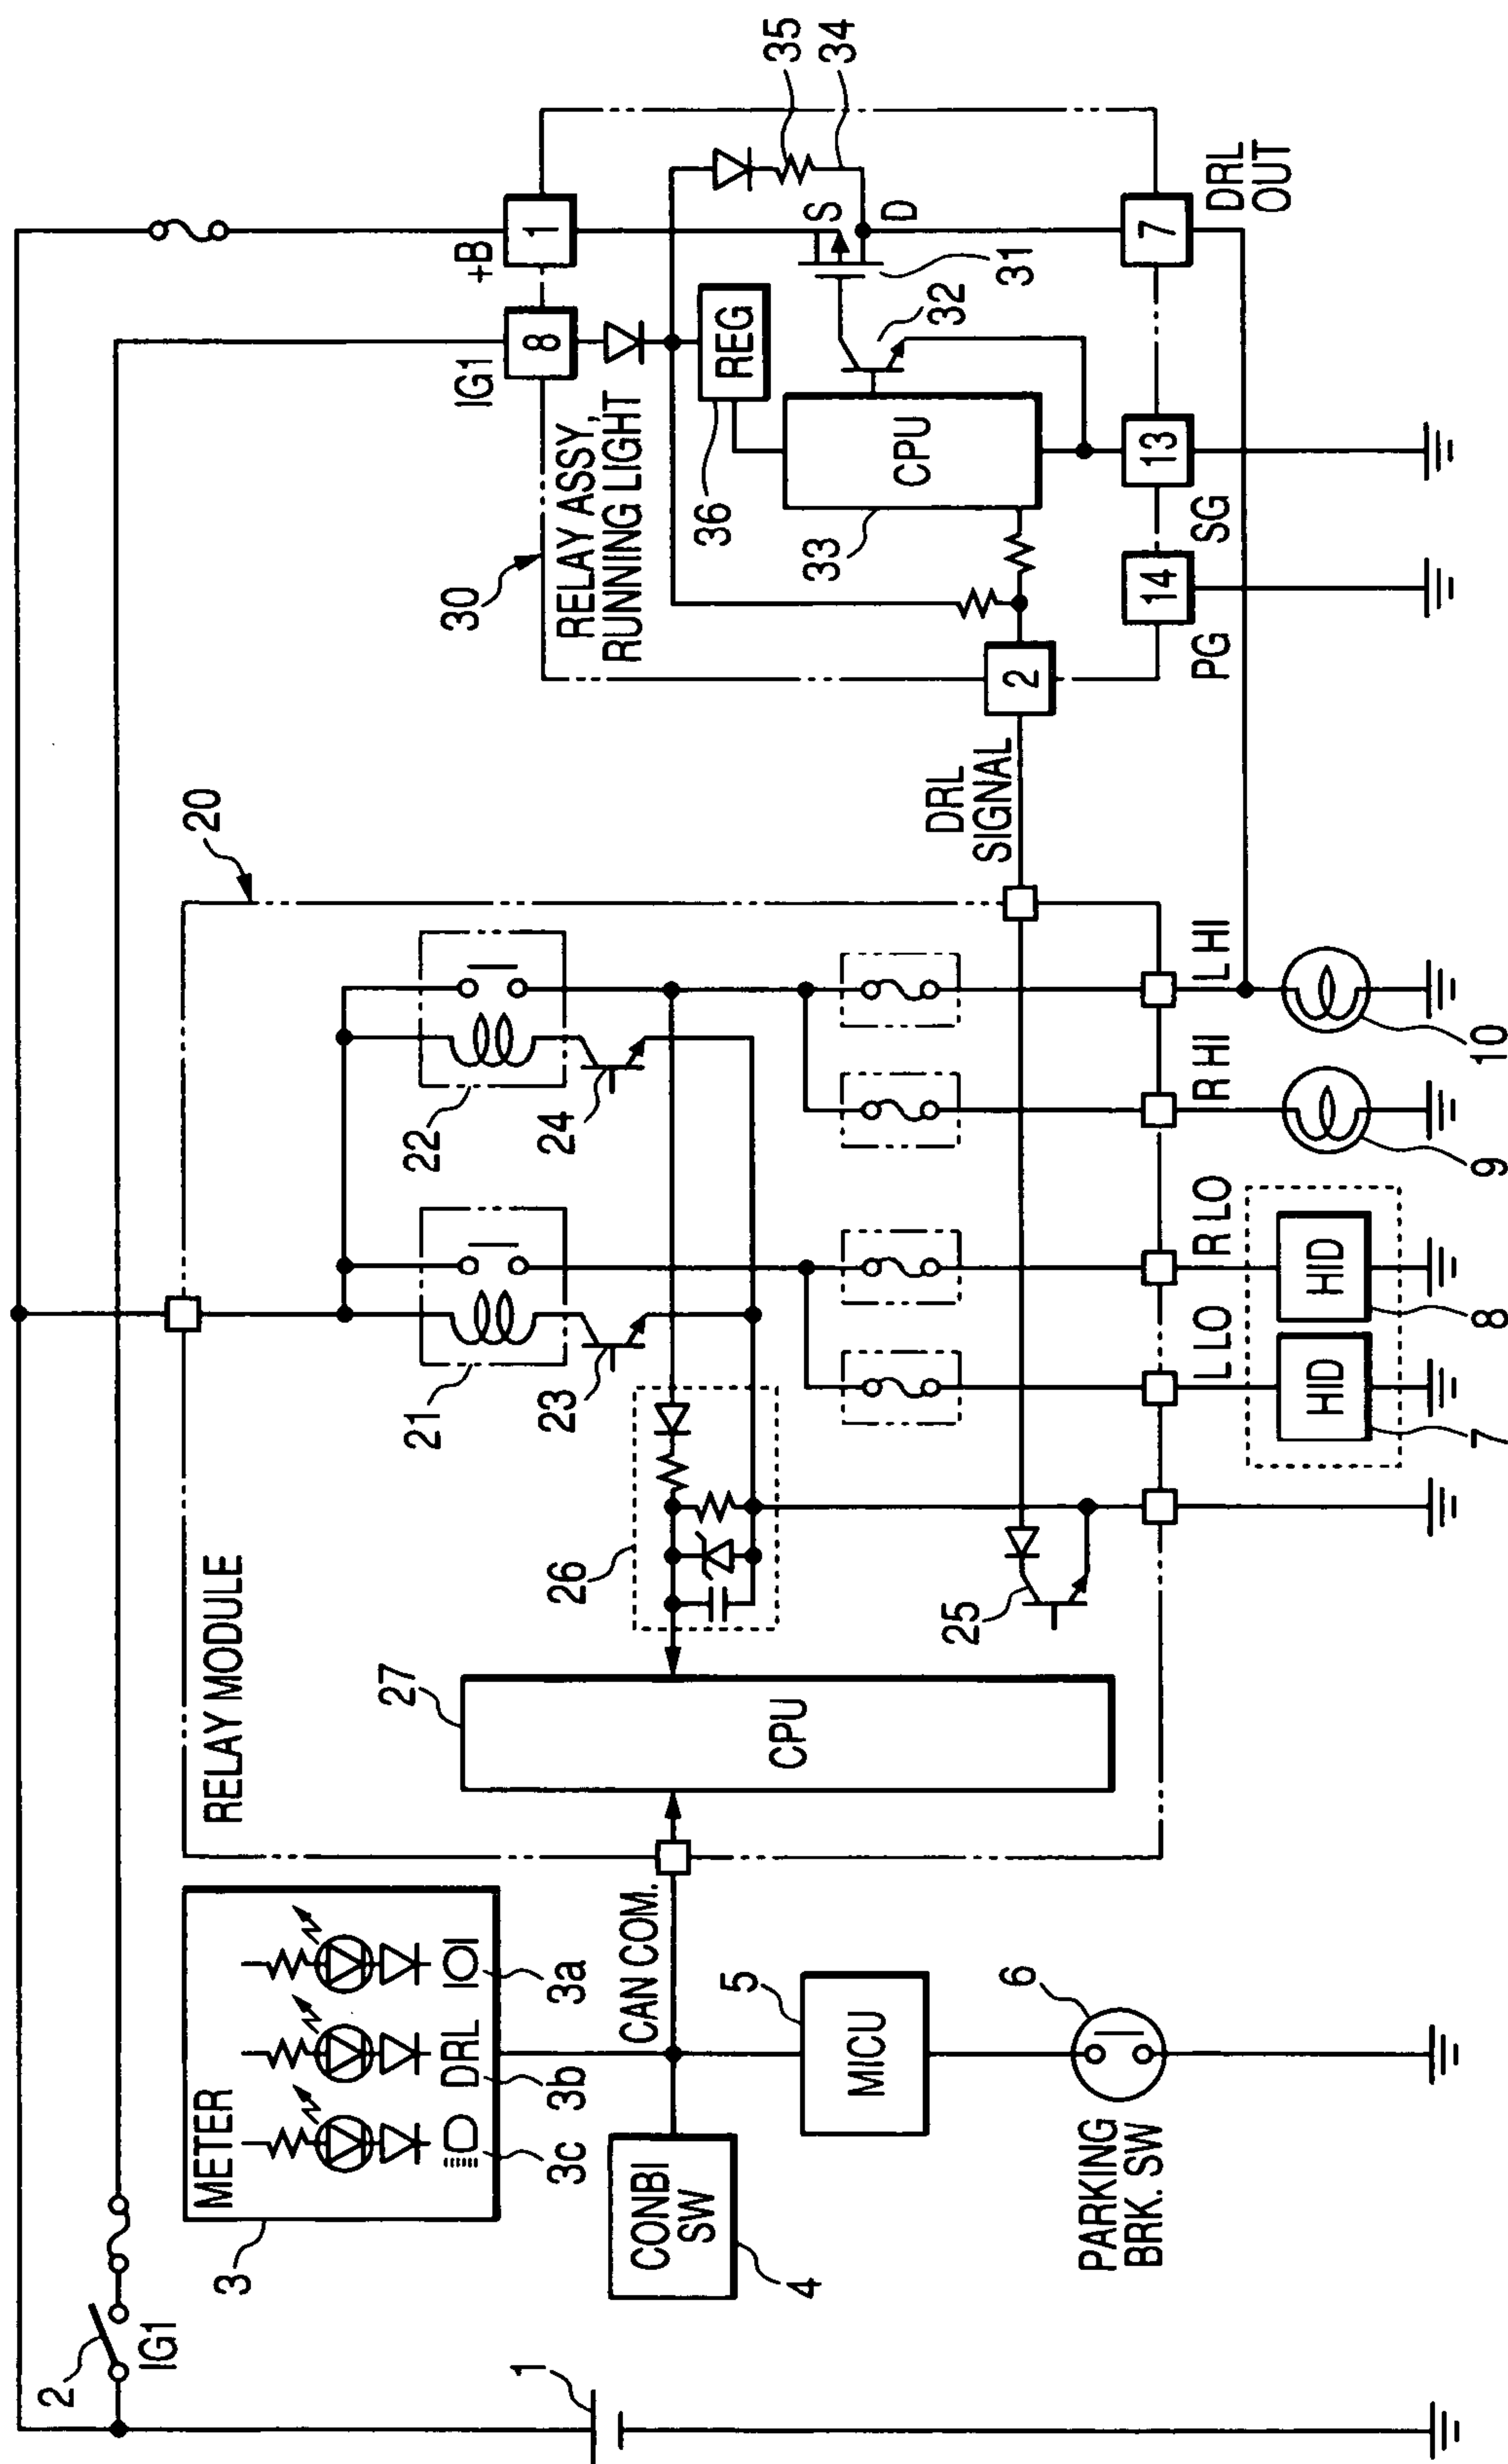 2
IG1
1
3
METER
DRL
3c
3b
3a
CONBI
SW
4
CAN COM.
5
MICU
6
PARKING
BRK. SW
20
RELAY MODULE
27
CPU
21
22
23
24
26
25
L LO
R LO
R HI
L HI
HID
HID
7
8
9
10
DRL
SIGNAL
30
RELAY ASSY,
RUNNING LIGHT
IG1
8
+B
1
36
REG
33
CPU
32
31
S
D
35
34
2
14
PG
13
SG
7
DRL
OUT